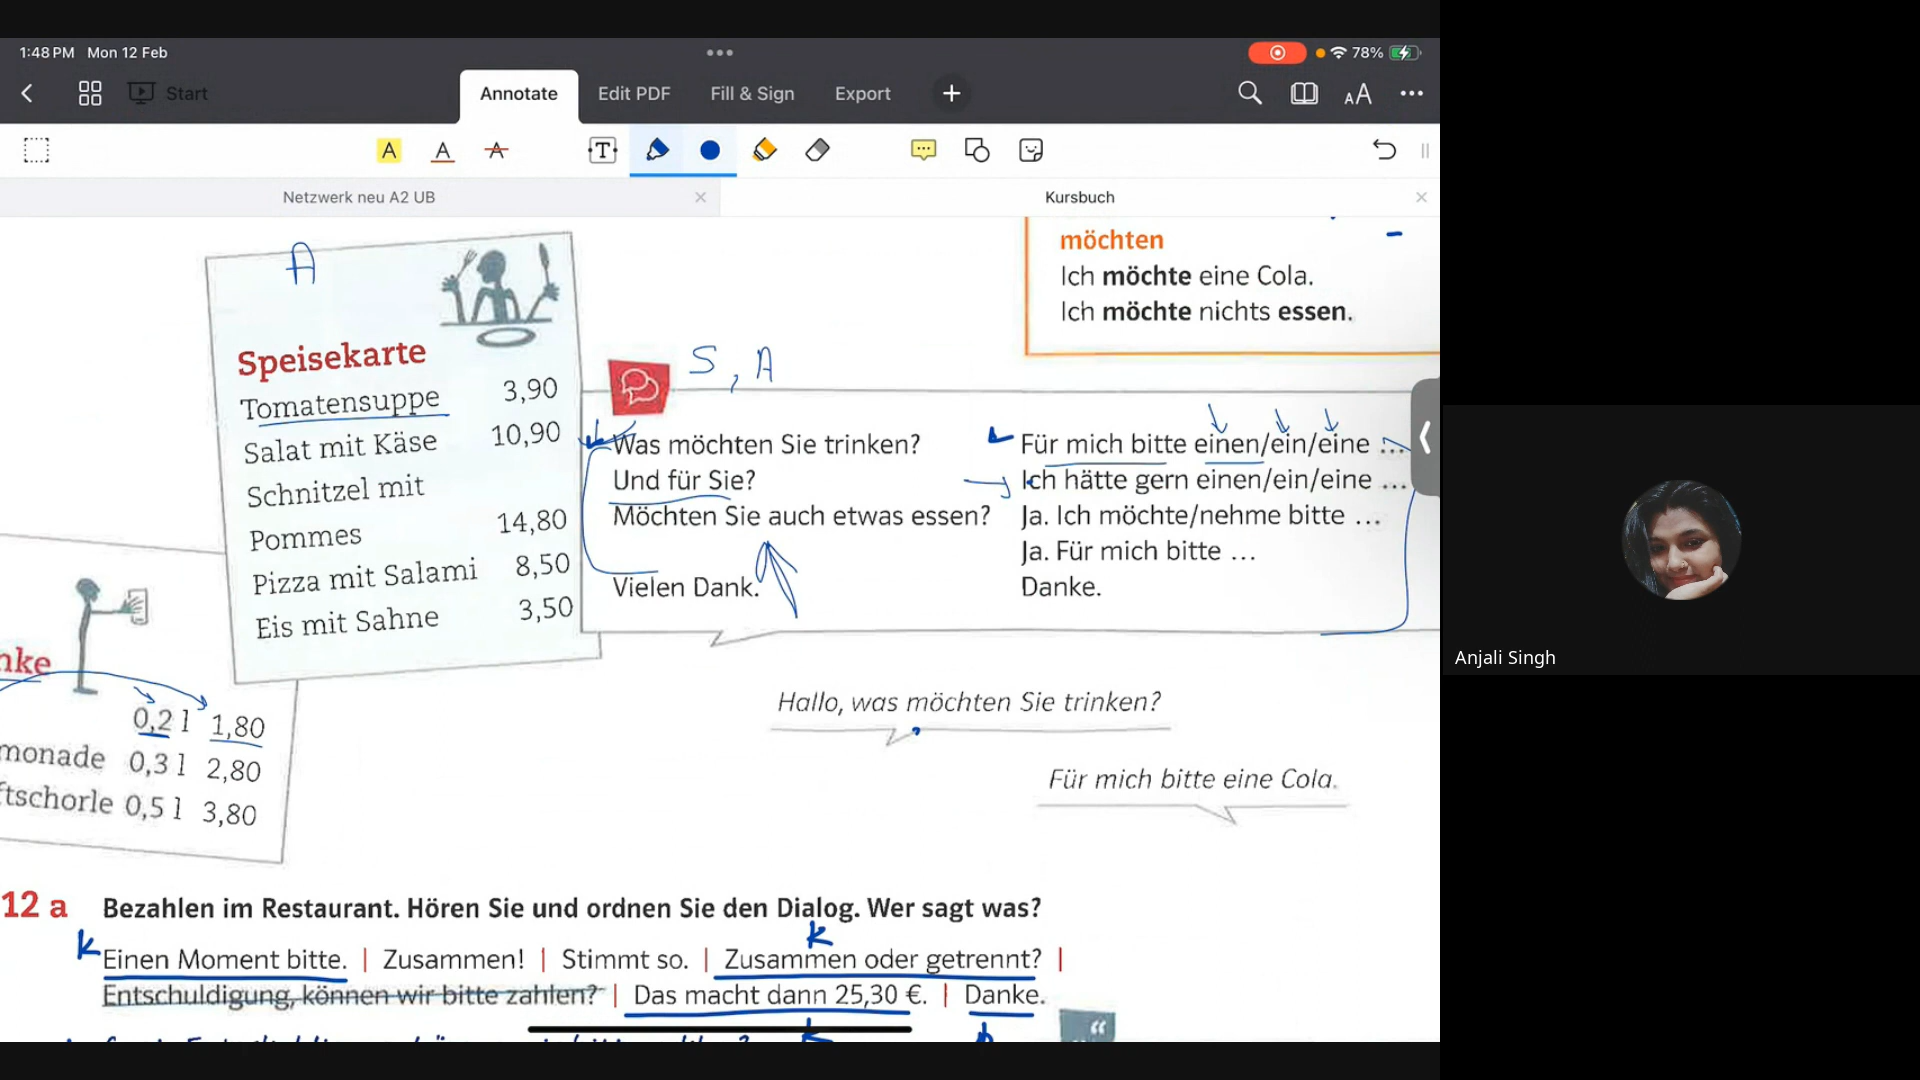 1:48 PM Mon 12 Feb
78%
Start
Annotate
Edit PDF
Fill & Sign
Export
Netzwerk neu A2 UB
Kursbuch
möchten
Ich möchte eine Cola.
Ich möchte nichts essen.
A
S, A
Speisekarte
Tomatensuppe 3,90
Salat mit Käse 10,90
Schnitzel mit
Pommes 14,80
Pizza mit Salami 8,50
Eis mit Sahne 3,50
Was möchten Sie trinken?
Und für Sie?
Möchten Sie auch etwas essen?
Vielen Dank.
Für mich bitte einen/ein/eine ...
Ich hätte gern einen/ein/eine ...
Ja. Ich möchte/nehme bitte ...
Ja. Für mich bitte ...
Danke.
nke
0,2 l 1,80
monade 0,3 l 2,80
ftschorle 0,5 l 3,80
Hallo, was möchten Sie trinken?
Für mich bitte eine Cola.
Anjali Singh
12 a Bezahlen im Restaurant. Hören Sie und ordnen Sie den Dialog. Wer sagt was?
k k
Einen Moment bitte. | Zusammen! | Stimmt so. | Zusammen oder getrennt? |
Entschuldigung, können wir bitte zahlen? | Das macht dann 25,30 €. | Danke.